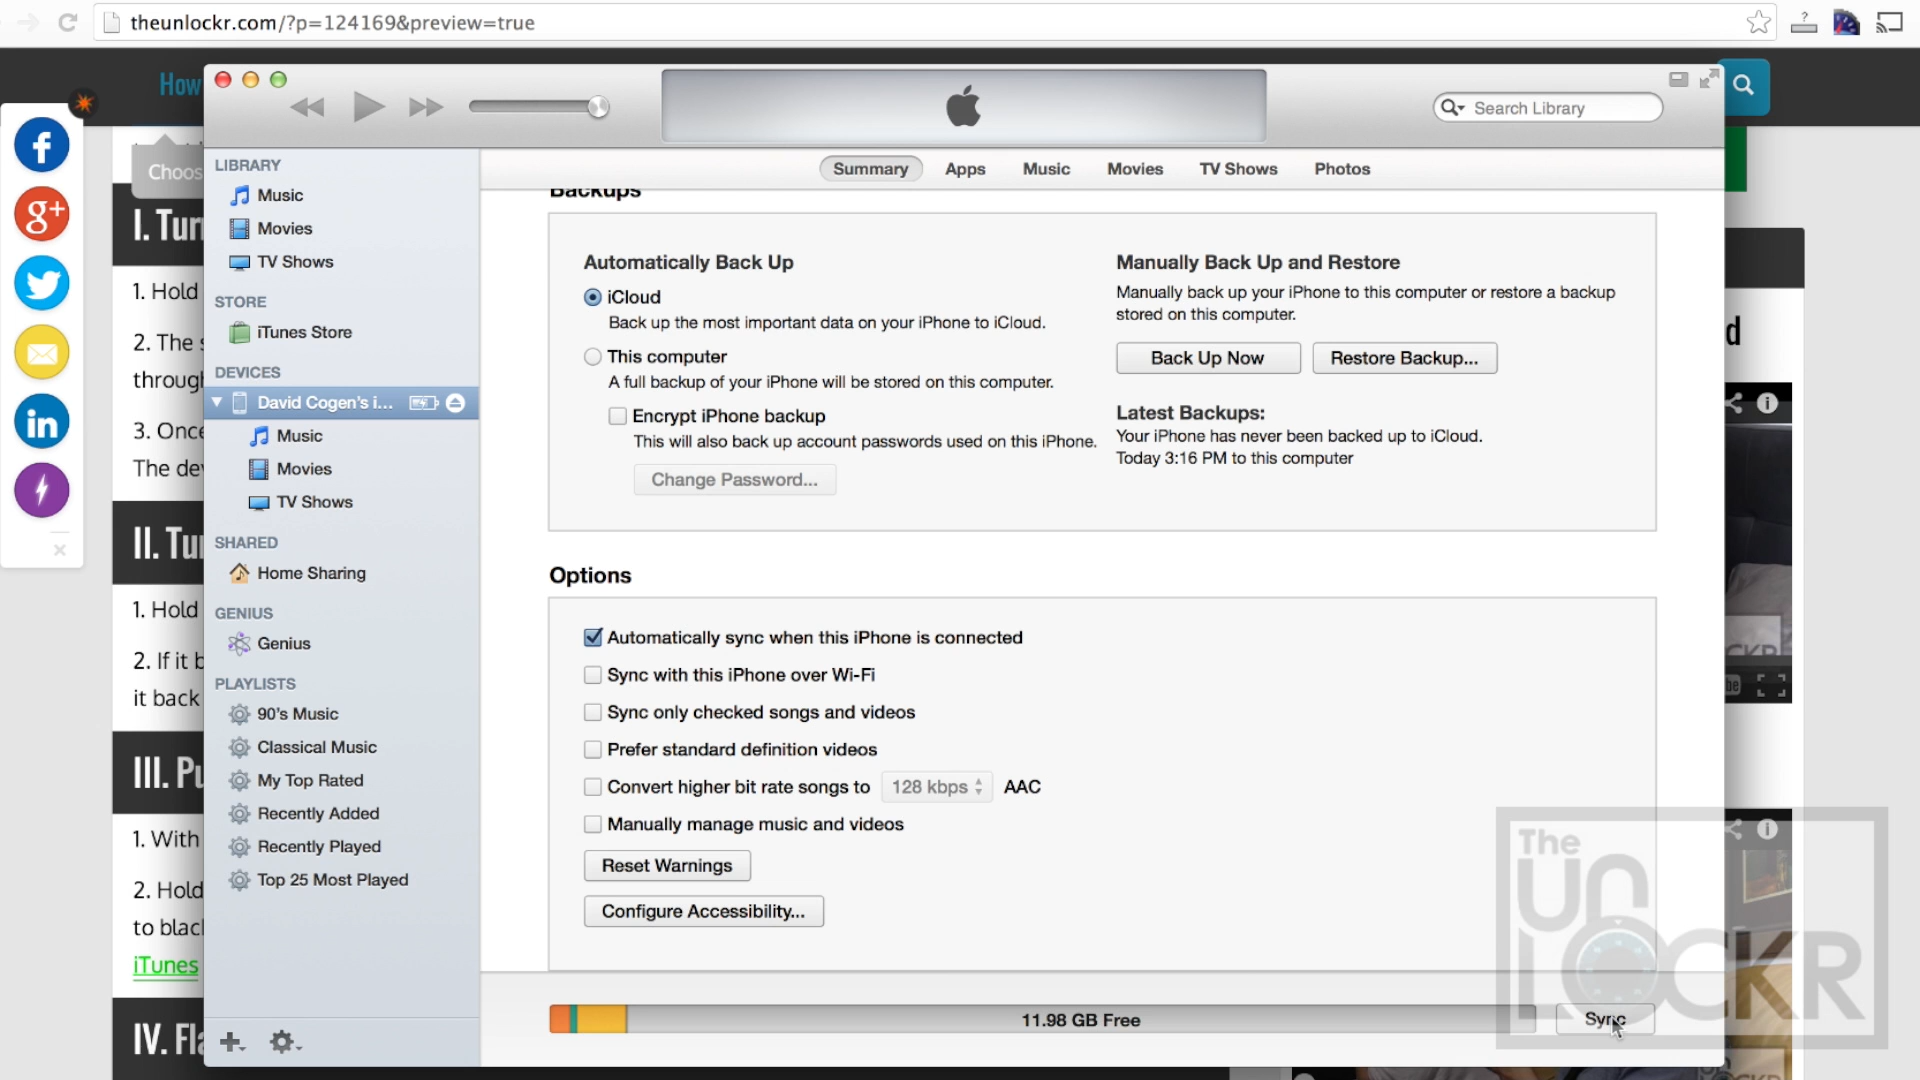 theunlockr.com/?p=124169&preview=true
How
Search Library
Choos
LIBRARY
Music
Movies
TV Shows
STORE
iTunes Store
DEVICES
David Cogen's i...
Music
Movies
TV Shows
SHARED
Home Sharing
GENIUS
Genius
PLAYLISTS
90's Music
Classical Music
My Top Rated
Recently Added
Recently Played
Top 25 Most Played
Summary Apps Music Movies TV Shows Photos
Backups
Automatically Back Up
iCloud
Back up the most important data on your iPhone to iCloud.
This computer
A full backup of your iPhone will be stored on this computer.
Encrypt iPhone backup
This will also back up account passwords used on this iPhone.
Change Password...
Manually Back Up and Restore
Manually back up your iPhone to this computer or restore a backup
stored on this computer.
Back Up Now Restore Backup...
Latest Backups:
Your iPhone has never been backed up to iCloud.
Today 3:16 PM to this computer
Options
Automatically sync when this iPhone is connected
Sync with this iPhone over Wi-Fi
Sync only checked songs and videos
Prefer standard definition videos
Convert higher bit rate songs to 128 kbps AAC
Manually manage music and videos
Reset Warnings
Configure Accessibility...
11.98 GB Free
Sync
I. Turn
1. Hold
2. The s
throug
3. Once
The dev
II. Tu
1. Hold
2. If it b
it back
III. Pu
1. With
2. Hold
to blac
iTunes
IV. Fl
d
The
UN
LOCKR